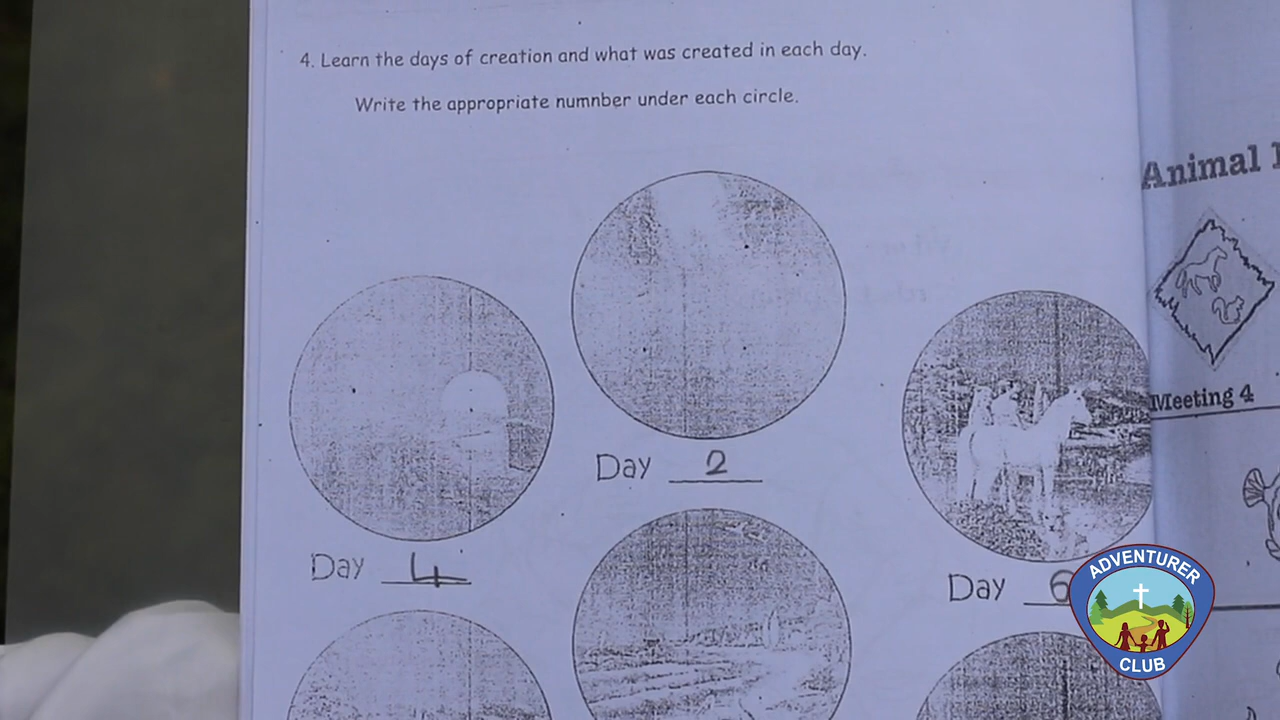 4. Learn the days of creation and what was created in each day.
Write the appropriate numnber under each circle.
Animal
Meeting 4
Day 2
Day 4
Day 6
ADVENTURER
CLUB